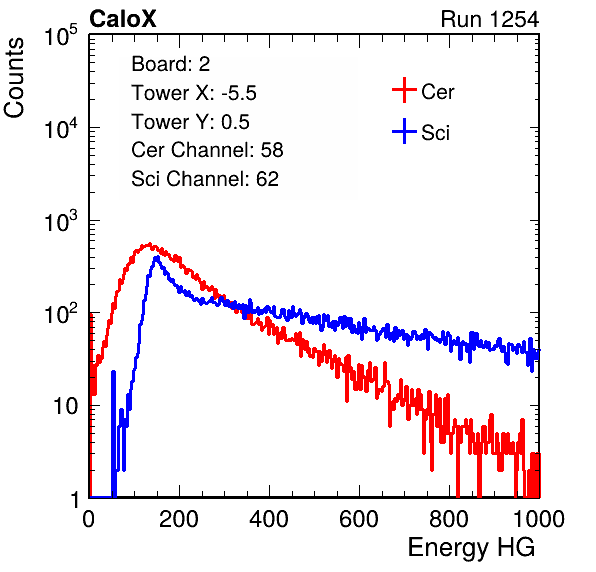 CaloX Run 1254
Counts
10^5
10^4
10^3
10^2
10
1
Board: 2
Tower X: -5.5
Tower Y: 0.5
Cer Channel: 58
Sci Channel: 62
Cer
Sci
0 200 400 600 800 1000
Energy HG